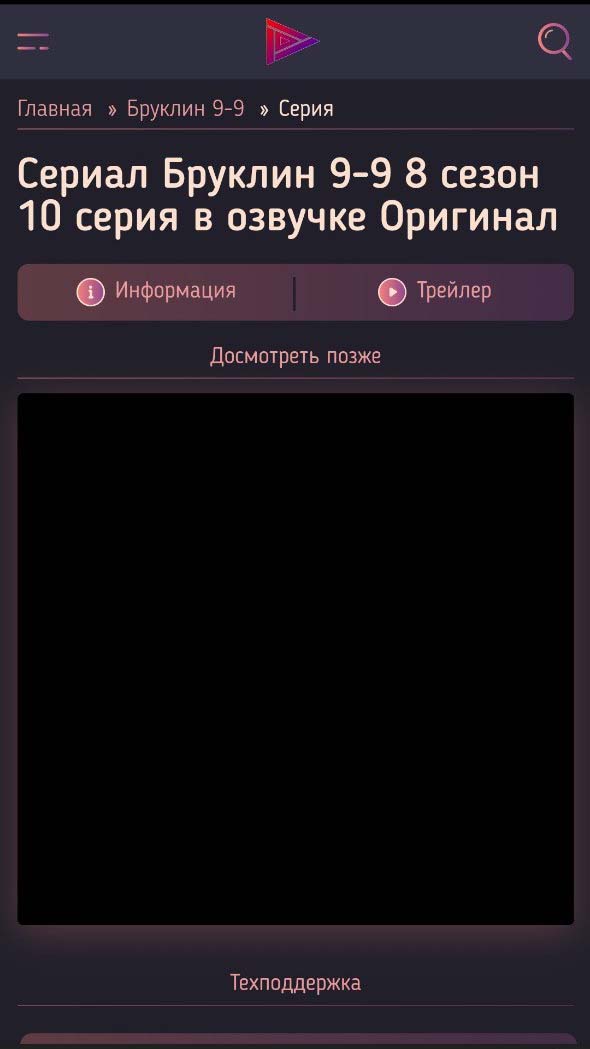 Главная » Бруклин 9-9 » Серия
Сериал Бруклин 9-9 8 сезон
10 серия в озвучке Оригинал
Информация Трейлер
Досмотреть позже
Техподдержка